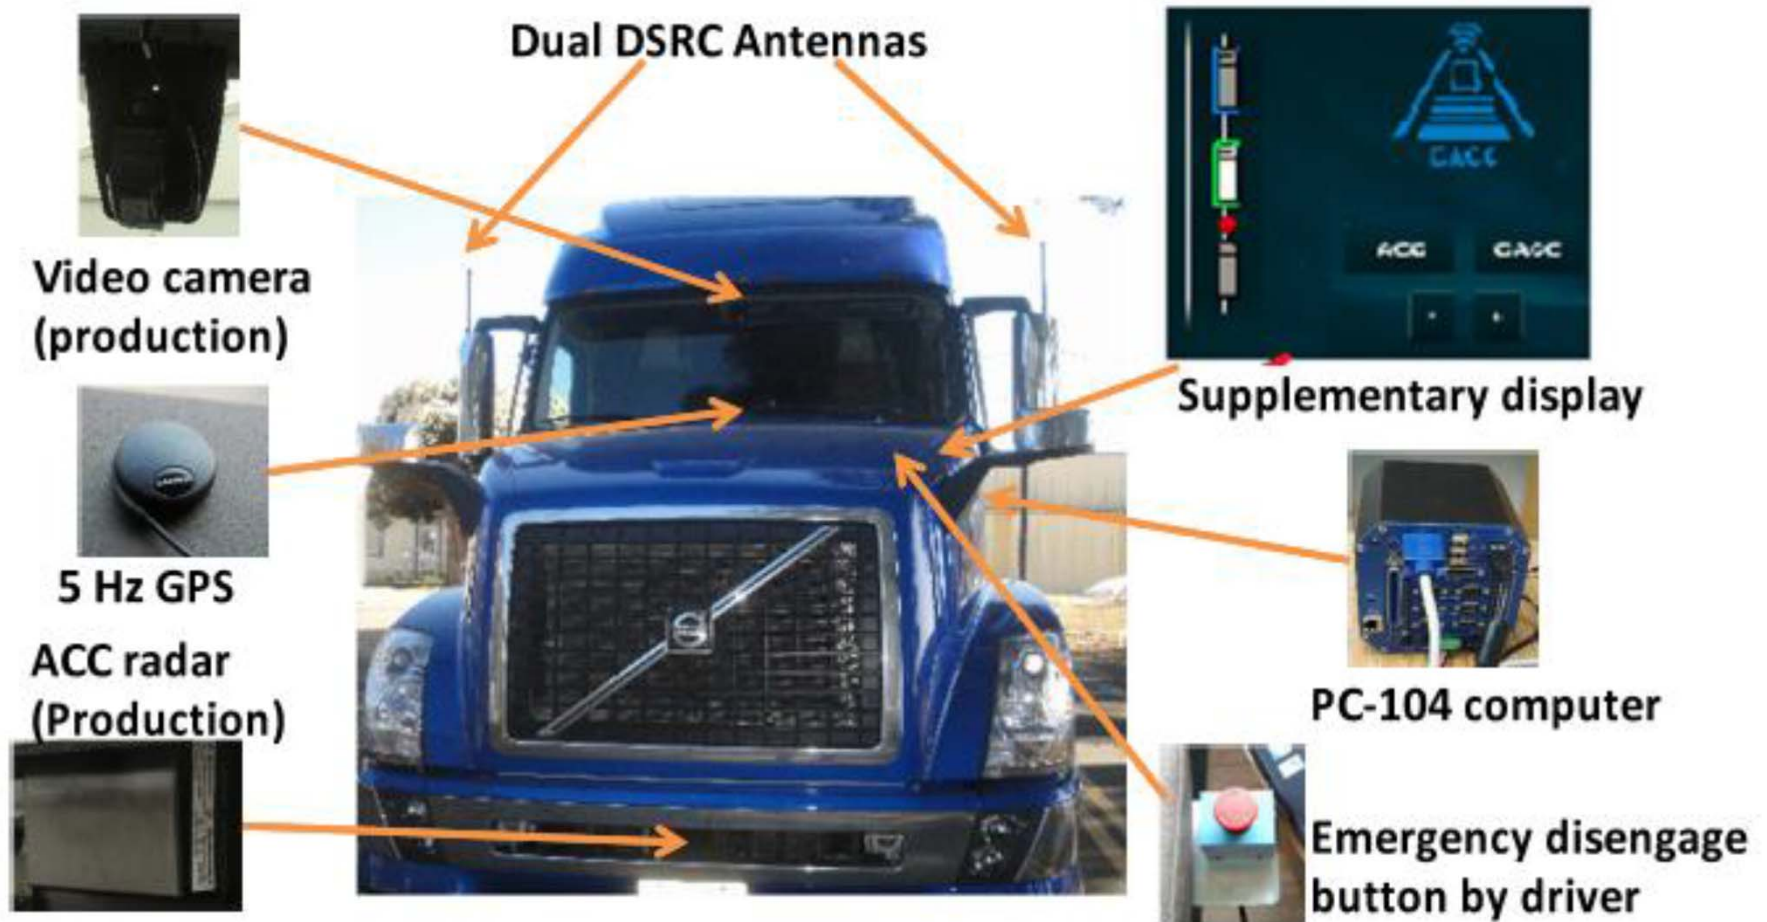 Dual DSRC Antennas
Video camera
(production)
CACC
ACC CACC
Supplementary display
5 Hz GPS
ACC radar
(Production)
PC-104 computer
Emergency disengage
button by driver